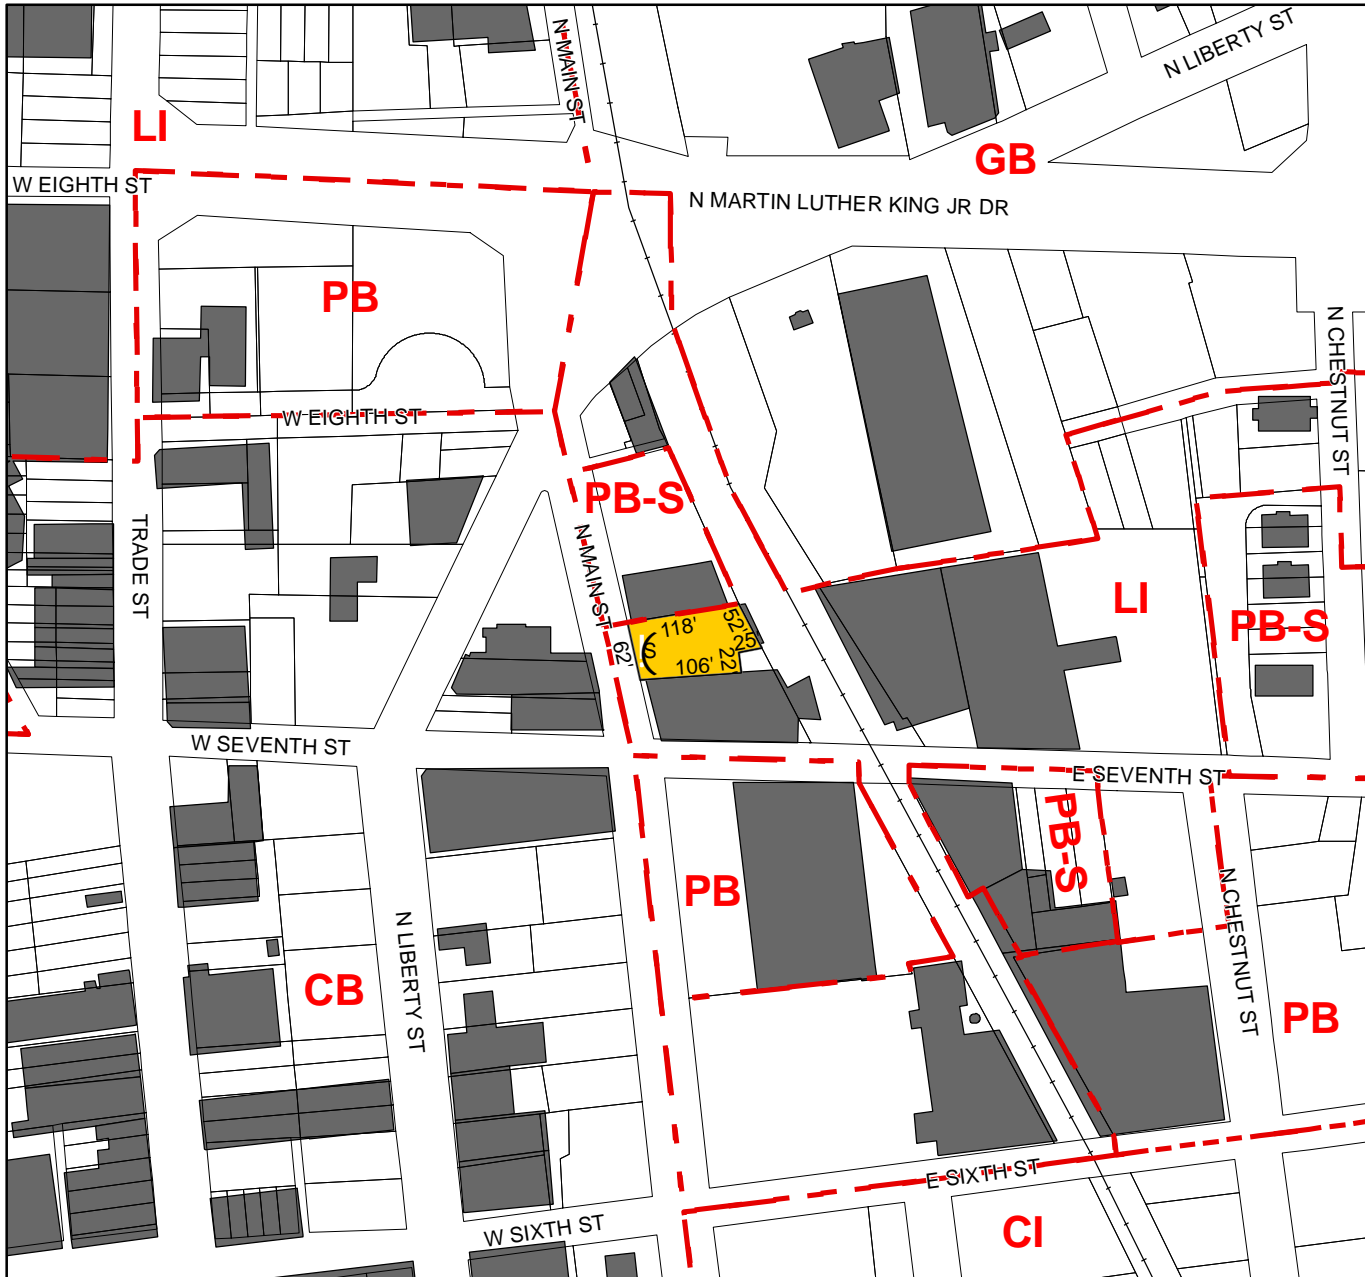 N MAIN ST
N LIBERTY ST
LI
GB
W EIGHTH ST
N MARTIN LUTHER KING JR DR
PB
N CHESTNUT ST
W EIGHTH ST
PB-S
TRADE ST
N MAIN ST
LI
PB-S
118'
52'
25
62'
S
106'
22
W SEVENTH ST
E SEVENTH ST
PB-S
PB
N CHESTNUT ST
N LIBERTY ST
CB
PB
E SIXTH ST
W SIXTH ST
CI